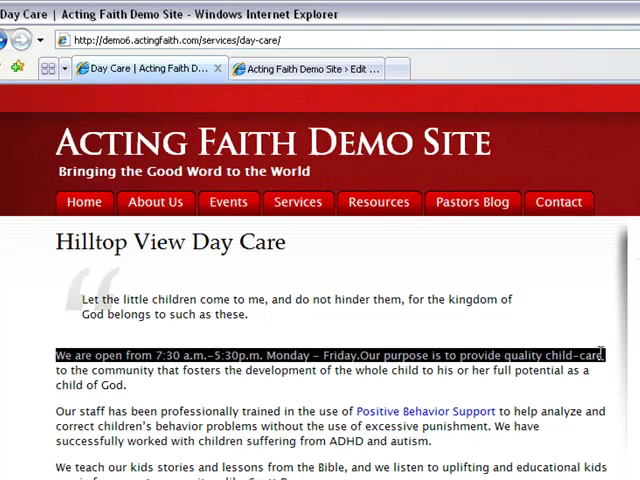 Day Care | Acting Faith Demo Site - Windows Internet Explorer
http://demo6.actingfaith.com/services/day-care/
Day Care | Acting Faith D... Acting Faith Demo Site › Edit ...
ACTING FAITH DEMO SITE
Bringing the Good Word to the World
Home About Us Events Services Resources Pastors Blog Contact
Hilltop View Day Care
“
Let the little children come to me, and do not hinder them, for the kingdom of
God belongs to such as these.
We are open from 7:30 a.m.-5:30p.m. Monday - Friday.Our purpose is to provide quality child-care
to the community that fosters the development of the whole child to his or her full potential as a
child of God.
Our staff has been professionally trained in the use of Positive Behavior Support to help analyze and
correct children's behavior problems without the use of excessive punishment. We have
successfully worked with children suffering from ADHD and autism.
We teach our kids stories and lessons from the Bible, and we listen to uplifting and educational kids